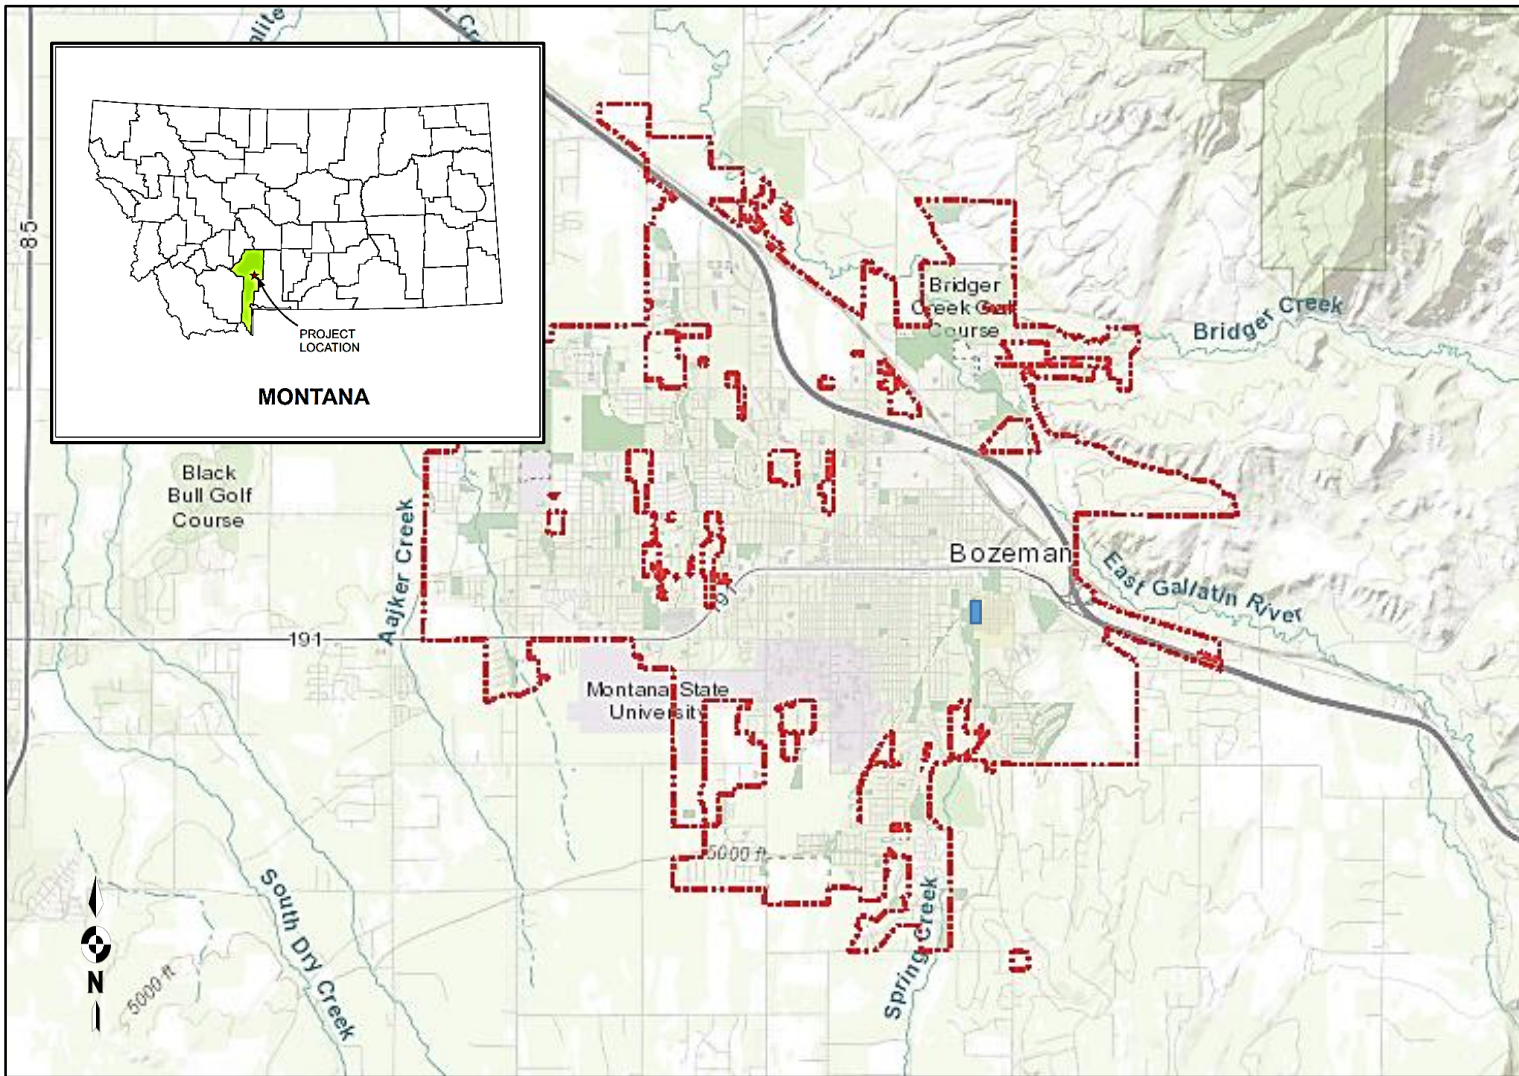 85
PROJECT
LOCATION
MONTANA
Black
Bull Golf
Course
Aajker Creek
191
191
Bridger
Creek Golf
Course
Bridger Creek
Bozeman
East Gallatin River
Montana State
University
5000 ft
Spring Creek
South Dry Creek
5000 ft
N